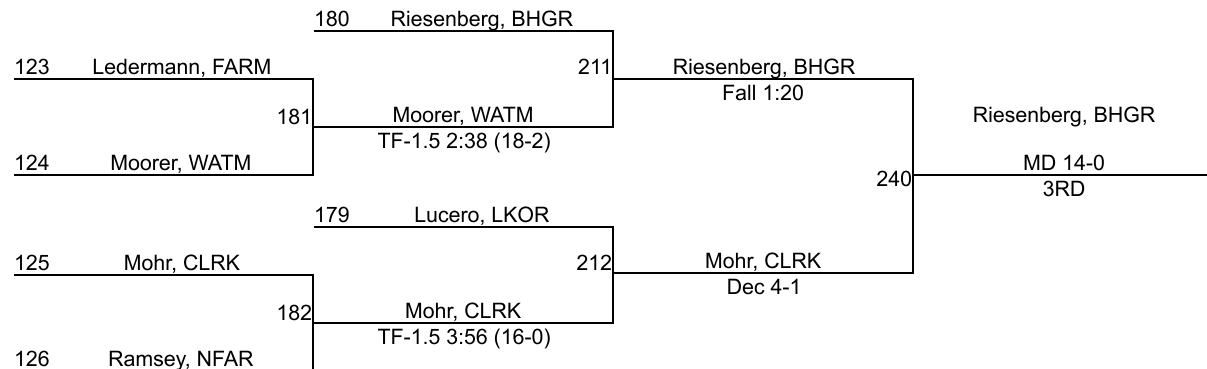 180 Riesenberg, BHGR
123 Ledermann, FARM
211 Riesenberg, BHGR
Fall 1:20
181 Moorer, WATM
TF-1.5 2:38 (18-2)
Riesenberg, BHGR
124 Moorer, WATM
MD 14-0
240
3RD
179 Lucero, LKOR
125 Mohr, CLRK
212 Mohr, CLRK
Dec 4-1
182 Mohr, CLRK
TF-1.5 3:56 (16-0)
126 Ramsey, NFAR